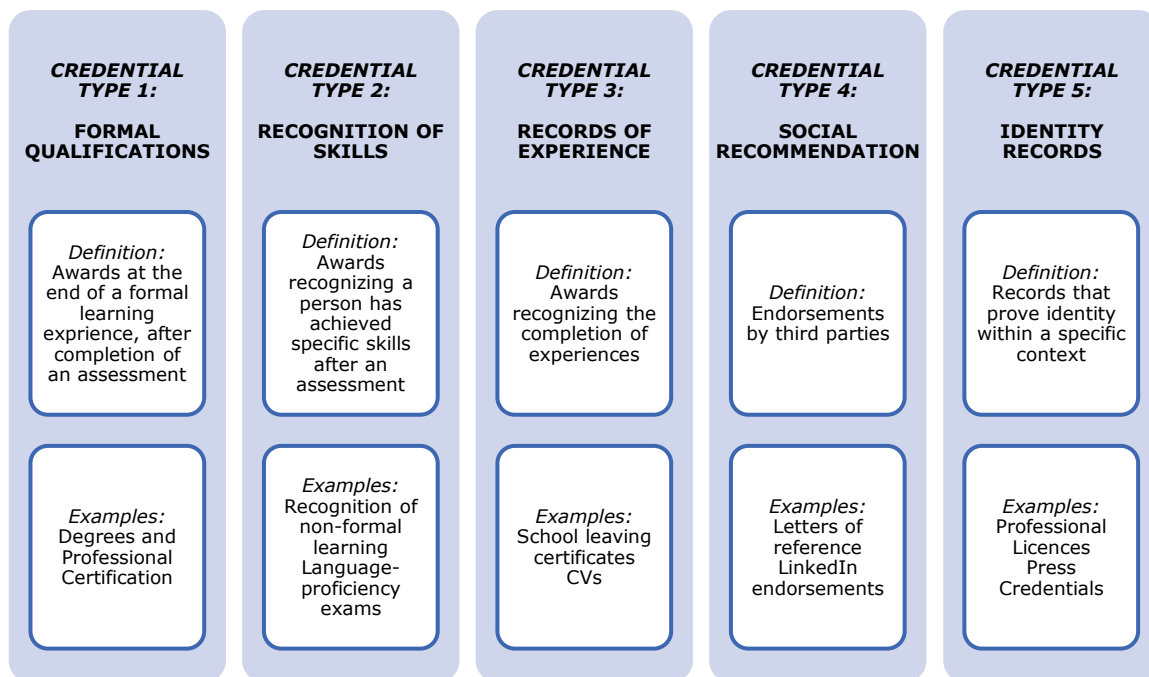 CREDENTIAL
TYPE 1:
FORMAL
QUALIFICATIONS
Definition:
Awards at the
end of a formal
learning
exprience, after
completion of
an assessment
Examples:
Degrees and
Professional
Certification
CREDENTIAL
TYPE 2:
RECOGNITION OF
SKILLS
Definition:
Awards
recognizing a
person has
achieved
specific skills
after an
assessment
Examples:
Recognition of
non-formal
learning
Language-
proficiency
exams
CREDENTIAL
TYPE 3:
RECORDS OF
EXPERIENCE
Definition:
Awards
recognizing the
completion of
experiences
Examples:
School leaving
certificates
CVs
CREDENTIAL
TYPE 4:
SOCIAL
RECOMMENDATION
Definition:
Endorsements
by third parties
Examples:
Letters of
reference
LinkedIn
endorsements
CREDENTIAL
TYPE 5:
IDENTITY
RECORDS
Definition:
Records that
prove identity
within a specific
context
Examples:
Professional
Licences
Press
Credentials